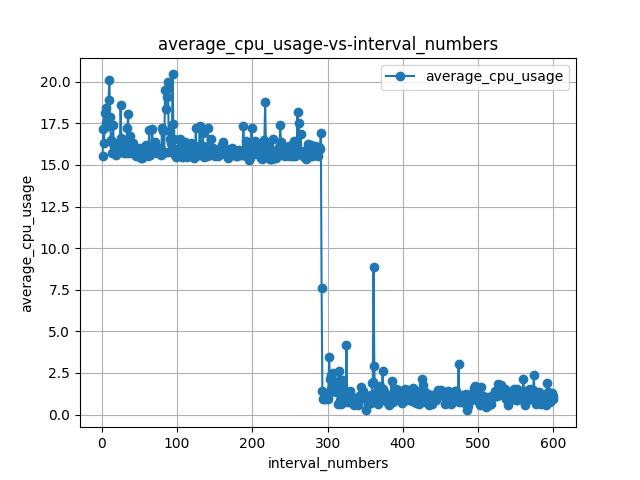 average_cpu_usage-vs-interval_numbers
average_cpu_usage
20.0
17.5
15.0
12.5
10.0
7.5
5.0
2.5
0.0
average_cpu_usage
0 100 200 300 400 500 600
interval_numbers